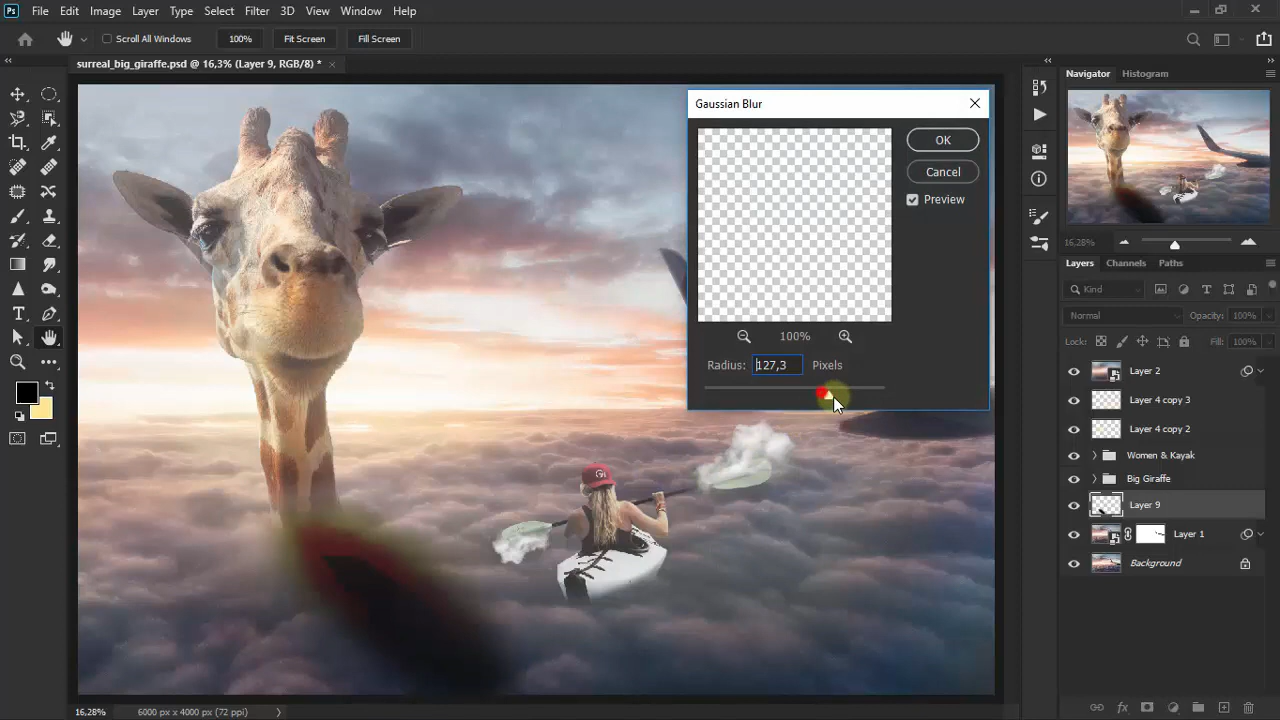 Ps File Edit Image Layer Type Select Filter 3D View Window Help
Scroll All Windows 100% Fit Screen Fill Screen
surreal_big_giraffe.psd @ 16,3% (Layer 9, RGB/8) *
Gaussian Blur
OK
Cancel
Preview
100%
Radius: 127,3 Pixels
Navigator Histogram
16,28%
Layers Channels Paths
Kind
Normal Opacity: 100%
Lock: Fill: 100%
Layer 2
Layer 4 copy 3
Layer 4 copy 2
Women & Kayak
Big Giraffe
Layer 9
Layer 1
Background
16,28% 6000 px x 4000 px (72 ppi)